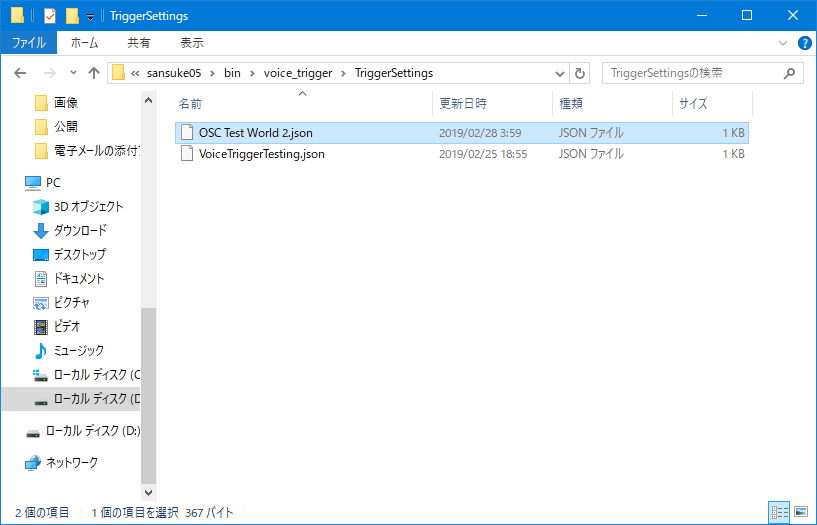 TriggerSettings
ファイル ホーム 共有 表示
« sansuke05 › bin › voice_trigger › TriggerSettings TriggerSettingsの検索
名前 更新日時 種類 サイズ
OSC Test World 2.json 2019/02/28 3:59 JSON ファイル 1 KB
VoiceTriggerTesting.json 2019/02/25 18:55 JSON ファイル 1 KB
画像
公開
電子メールの添付
PC
3D オブジェクト
ダウンロード
デスクトップ
ドキュメント
ピクチャ
ビデオ
ミュージック
ローカル ディスク (C
ローカル ディスク (D
ローカル ディスク (D:)
ネットワーク
2 個の項目 1 個の項目を選択 367 バイト